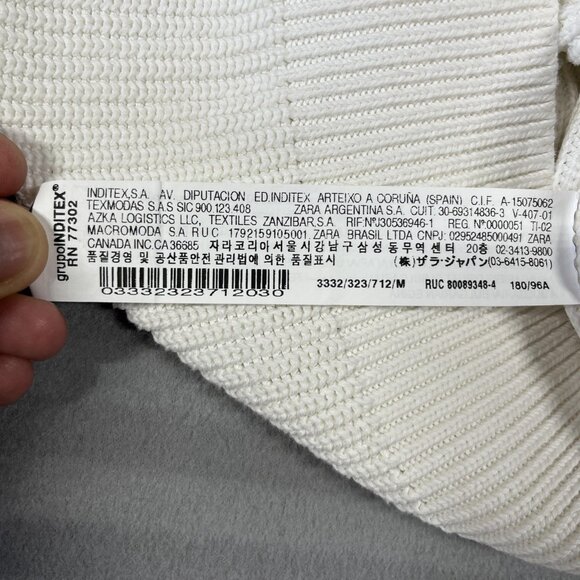 grupoINDITEX®
RN 77302
INDITEX,S.A. AV. DIPUTACION ED.INDITEX ARTEIXO A CORUÑA (SPAIN) C.I.F. A-15075062
TEXMODAS S.A.S SIC 900.123.408 ZARA ARGENTINA S.A. CUIT. 30-69314836-3 V-407-01
AZKA LOGISTICS LLC, TEXTILES ZANZIBAR,S.A RIF.Nº:J30536946-1 REG. Nº0000051 TI-02
MACROMODA S.A. R U C 1792159105001 ZARA BRASIL LTDA CNPJ: 02952485000491 ZARA
CANADA INC.CA36685 자라코리아서울시강남구삼성동무역센터 20층 02-3413-9800
품질경영 및 공산품안전관리법에 의한 품질표시 (株) ザラ・ジャパン(03-6415-8061)
03332323712030 3332/323/712/M RUC 80089348-4 180/96A